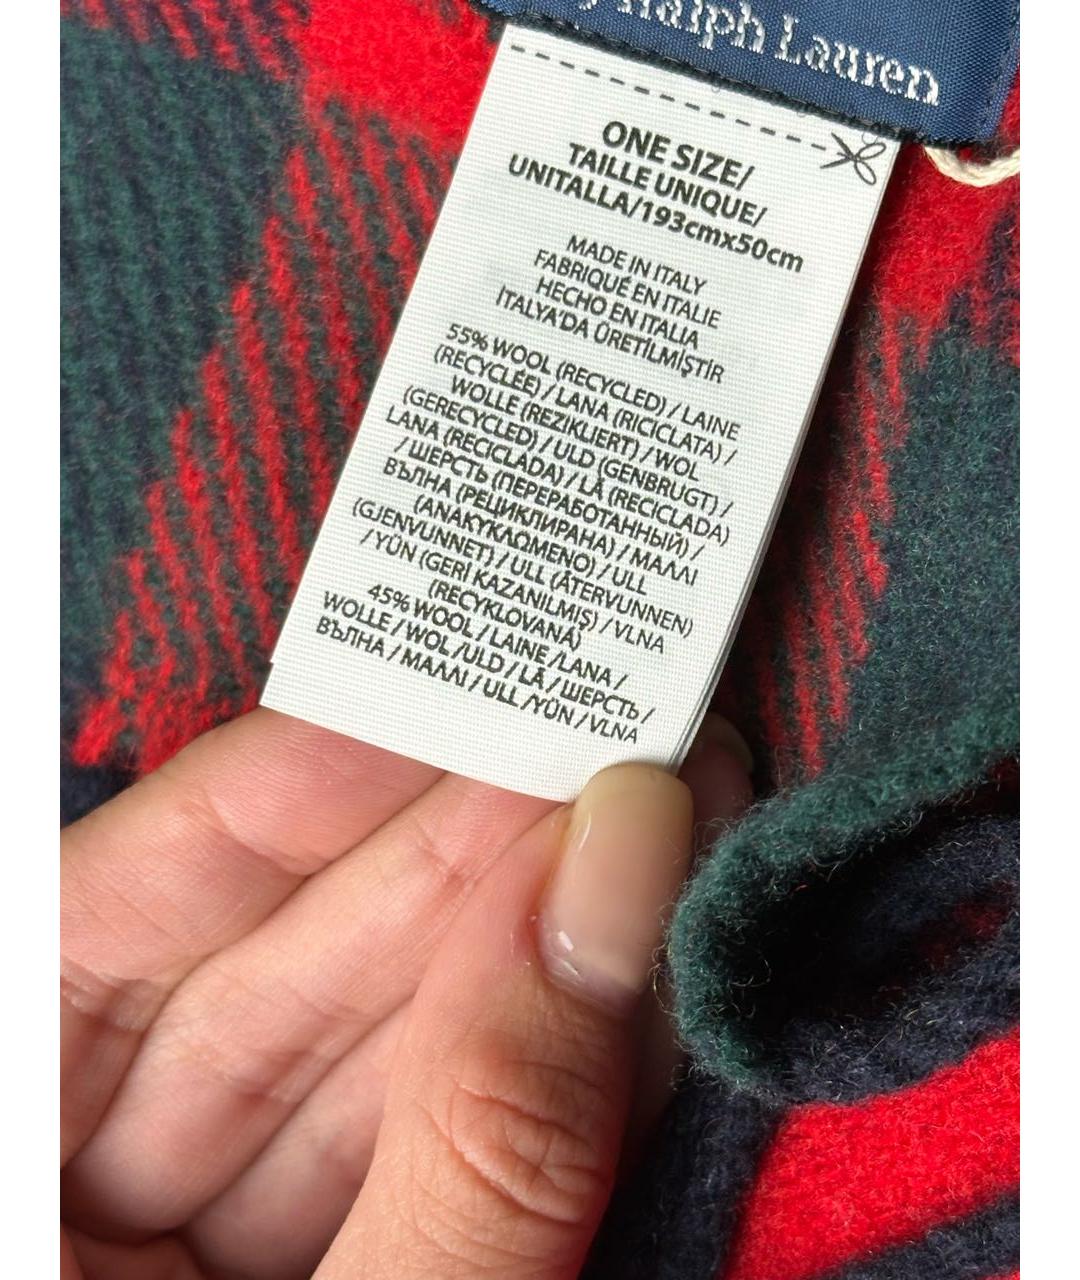 Ralph Lauren
ONE SIZE/
TAILLE UNIQUE/
UNITALLA/193cmx50cm
MADE IN ITALY
FABRIQUÉ EN ITALIE
HECHO EN ITALIA
İTALYA'DA ÜRETİLMİŞTİR
55% WOOL (RECYCLED) / LAINE
(RECYCLÉE) / LANA (RICICLATA) /
WOLLE (REZIKLIERT) / WOL
(GERECYCLED) / ULD (GENBRUGT) /
LANA (RECICLADA) / LÃ (RECICLADA)
/ ШЕРСТЬ (ПЕРЕРАБОТАННЫЙ) /
ВЪЛНА (РЕЦИКЛИРАНА) / ΜΑΛΛΙ
(ΑΝΑΚΥΚΛΩΜΕΝΟ) / ULL
(GJENVUNNET) / ULL (ÅTERVUNNEN)
/ YÜN (GERİ KAZANILMIŞ) / VLNA
(RECYKLOVANÁ)
45% WOOL / LAINE /LANA /
WOLLE / WOL /ULD / LÃ / ШЕРСТЬ /
ВЪЛНА / ΜΑΛΛΙ / ULL /YÜN / VLNA